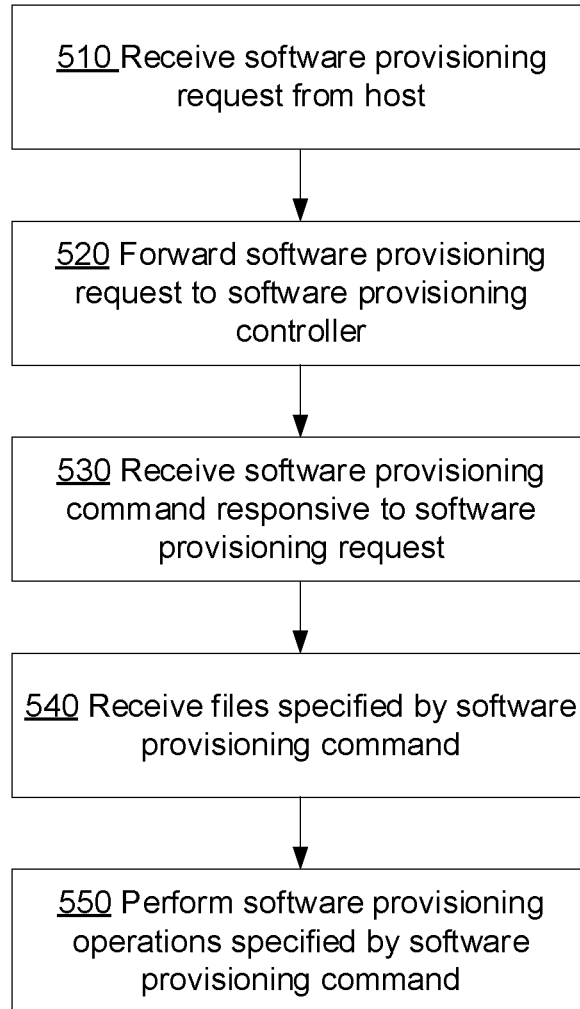 510 Receive software provisioning
request from host
520 Forward software provisioning
request to software provisioning
controller
530 Receive software provisioning
command responsive to software
provisioning request
540 Receive files specified by software
provisioning command
550 Perform software provisioning
operations specified by software
provisioning command